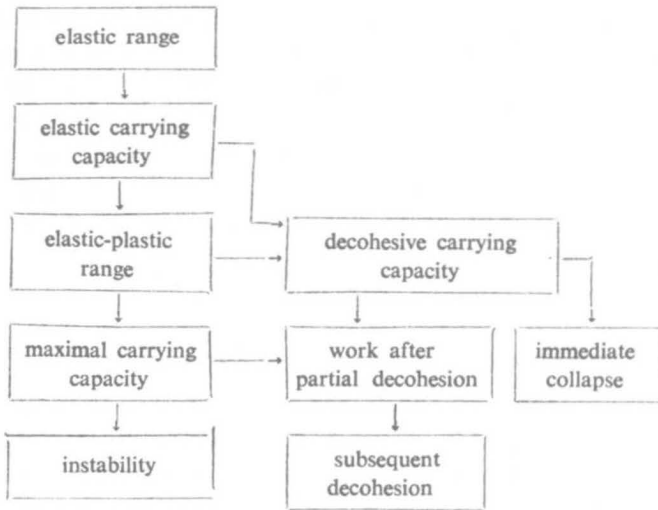 elastic range
elastic carrying
capacity
elastic-plastic
range
decohesive carrying
capacity
maximal carrying
capacity
work after
partial decohesion
immediate
collapse
instability
subsequent
decohesion